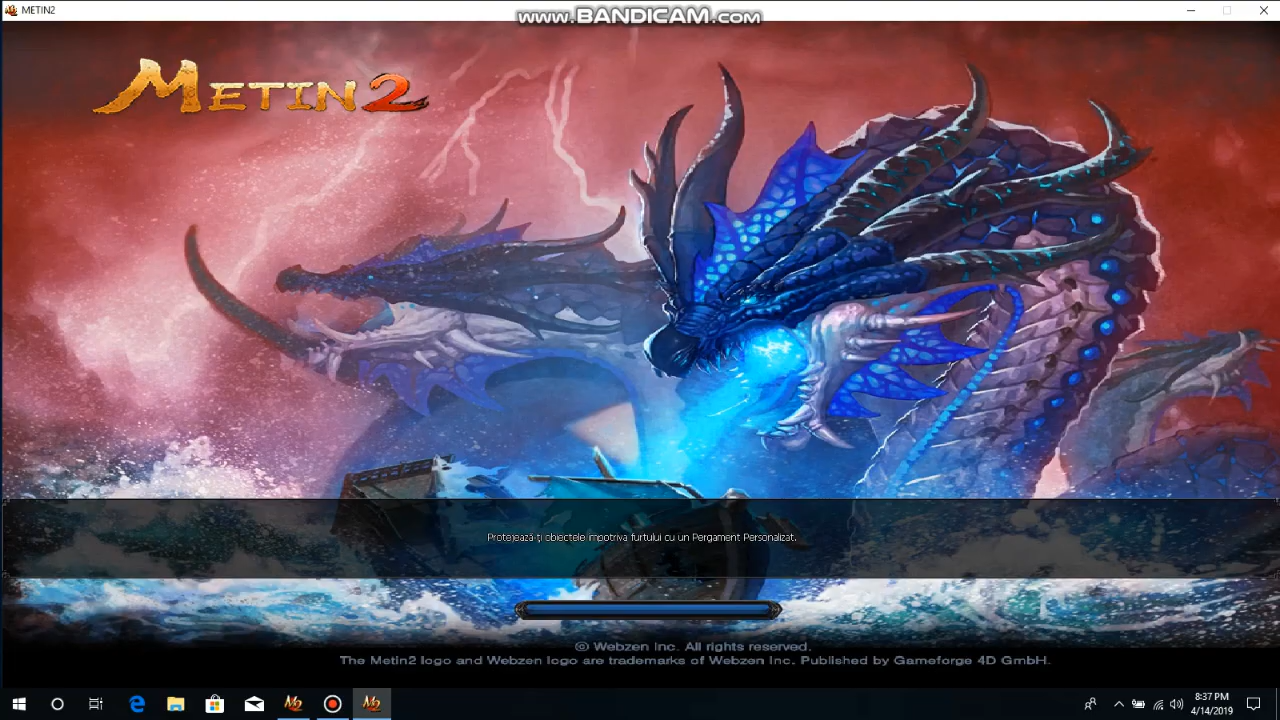 METIN2
www.BANDICAM.com
METIN2
Protejează-ți obiectele împotriva furtului cu un Pergament Personalizat.
© Webzen Inc. All rights reserved.
The Metin2 logo and Webzen logo are trademarks of Webzen Inc. Published by Gameforge 4D GmbH.
8:37 PM
4/14/2019